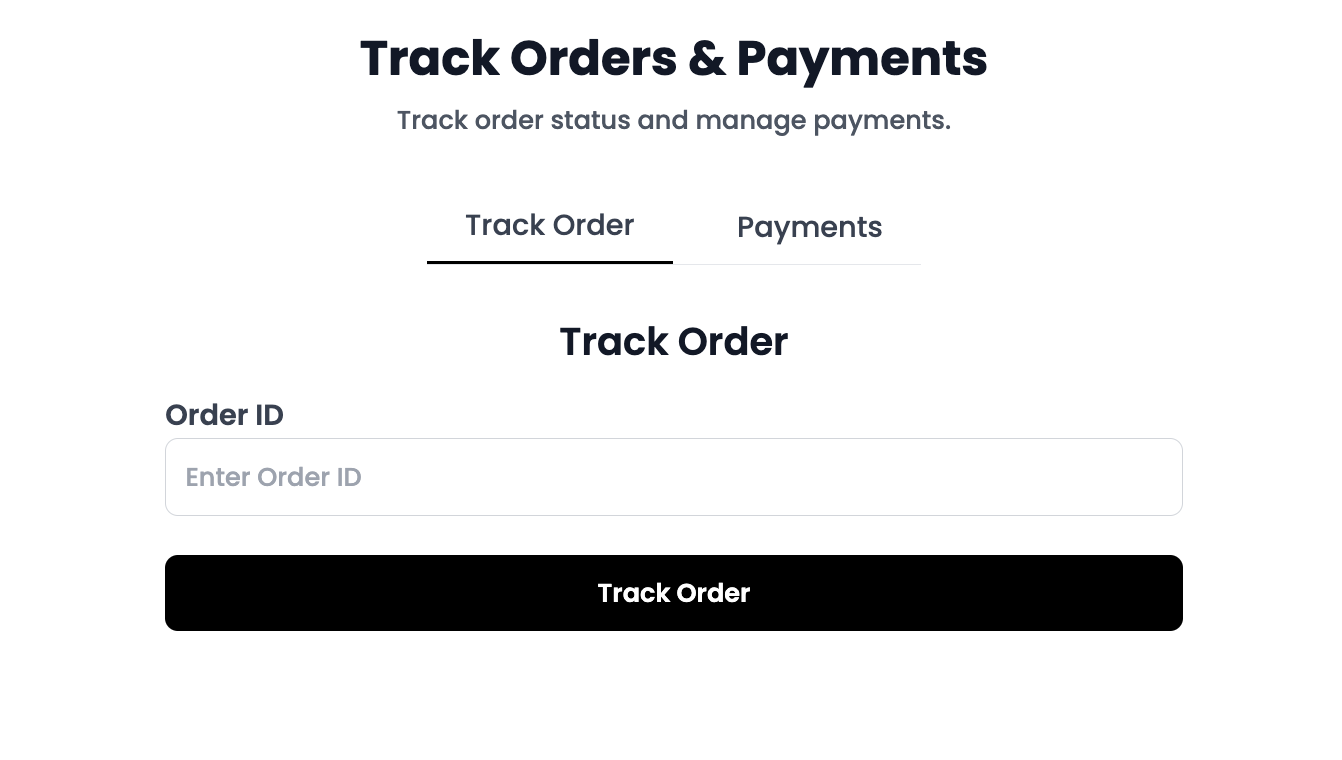 Track Orders & Payments
Track order status and manage payments.
Track Order
Payments
Track Order
Order ID
Enter Order ID
Track Order